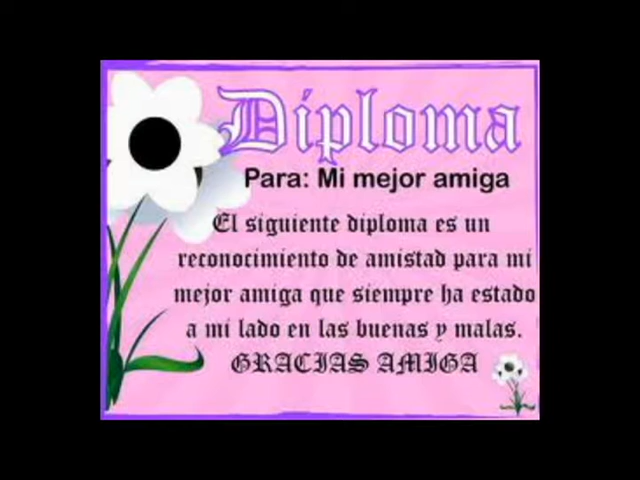 Diploma
Para: Mi mejor amiga
El siguiente diploma es un
reconocimiento de amistad para mi
mejor amiga que siempre ha estado
a mi lado en las buenas y malas.
GRACIAS AMIGA